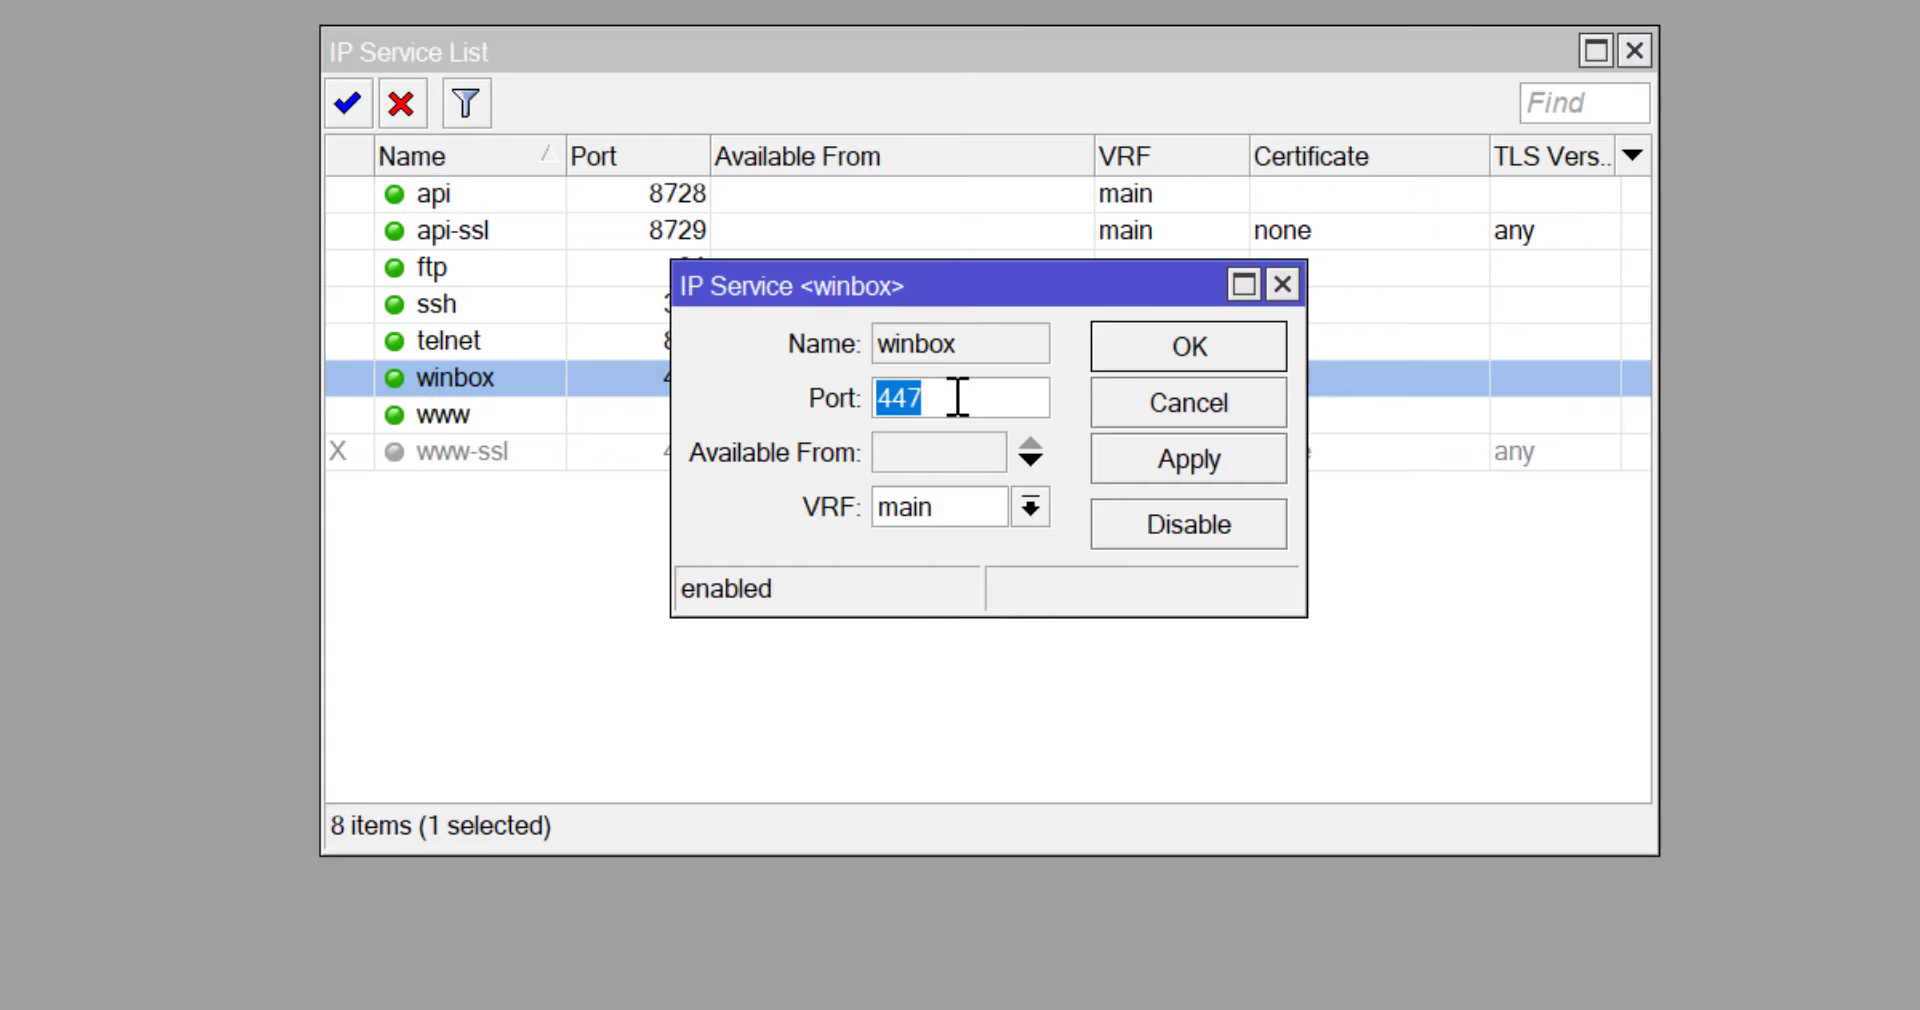 IP Service List
Find
Name Port Available From VRF Certificate TLS Vers..
api 8728 main
api-ssl 8729 main none any
ftp
ssh
telnet
winbox
www
X www-ssl any
IP Service <winbox>
Name: winbox OK
Port: 447 Cancel
Available From: Apply
VRF: main Disable
enabled
8 items (1 selected)